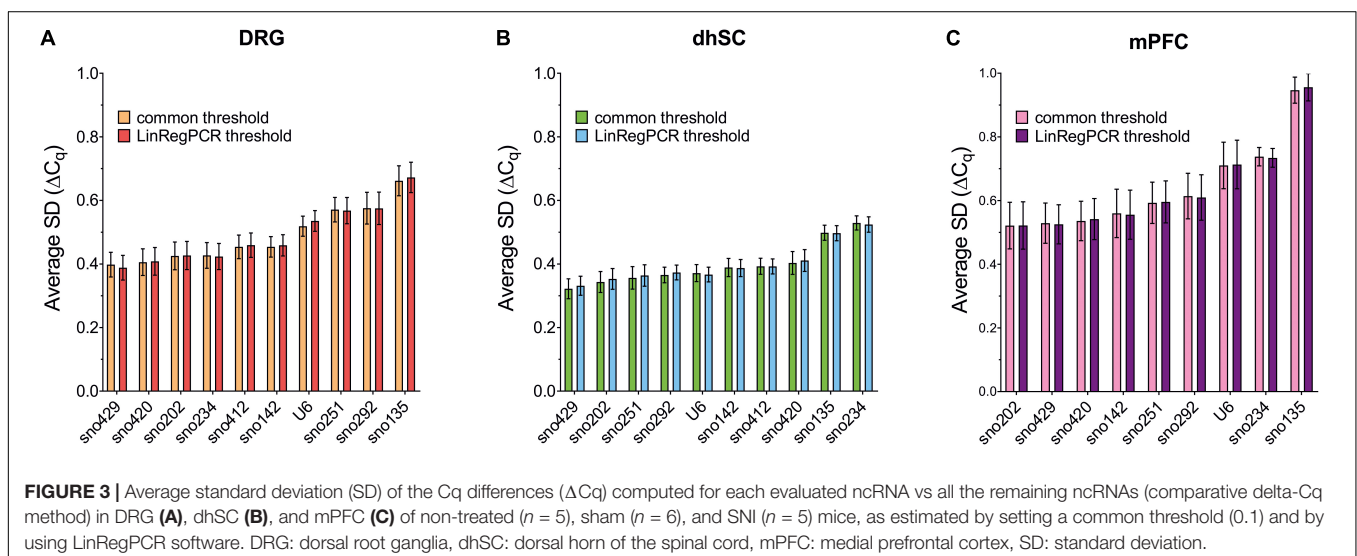 A
DRG
Average SD (ΔCq)
1.0
0.8
0.6
0.4
0.2
0.0
common threshold
LinRegPCR threshold
sno429
sno420
sno202
sno234
sno412
sno142
U6
sno251
sno292
sno135
B
dhSC
Average SD (ΔCq)
1.0
0.8
0.6
0.4
0.2
0.0
common threshold
LinRegPCR threshold
sno429
sno202
sno251
sno292
U6
sno142
sno412
sno420
sno135
sno234
C
mPFC
Average SD (ΔCq)
1.0
0.8
0.6
0.4
0.2
0.0
common threshold
LinRegPCR threshold
sno202
sno429
sno420
sno142
sno251
sno292
U6
sno234
sno135
FIGURE 3 | Average standard deviation (SD) of the Cq differences (ΔCq) computed for each evaluated ncRNA vs all the remaining ncRNAs (comparative delta-Cq
method) in DRG (A), dhSC (B), and mPFC (C) of non-treated (n = 5), sham (n = 6), and SNI (n = 5) mice, as estimated by setting a common threshold (0.1) and by
using LinRegPCR software. DRG: dorsal root ganglia, dhSC: dorsal horn of the spinal cord, mPFC: medial prefrontal cortex, SD: standard deviation.